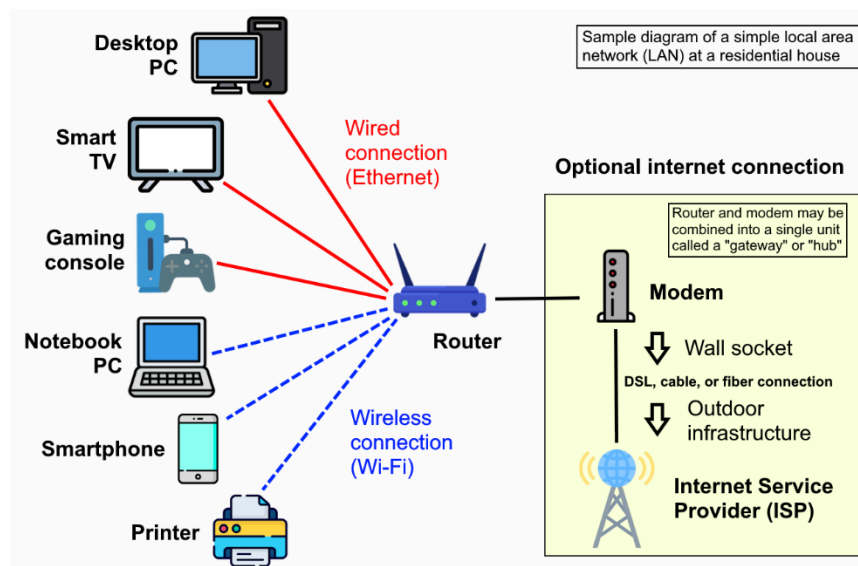 Desktop
PC
Sample diagram of a simple local area
network (LAN) at a residential house
Smart
TV
Wired
connection
(Ethernet)
Optional internet connection
Router and modem may be
combined into a single unit
called a "gateway" or "hub"
Gaming
console
Modem
Router
Notebook
PC
Wall socket
DSL, cable, or fiber connection
Outdoor
infrastructure
Wireless
connection
(Wi-Fi)
Smartphone
Internet Service
Provider (ISP)
Printer